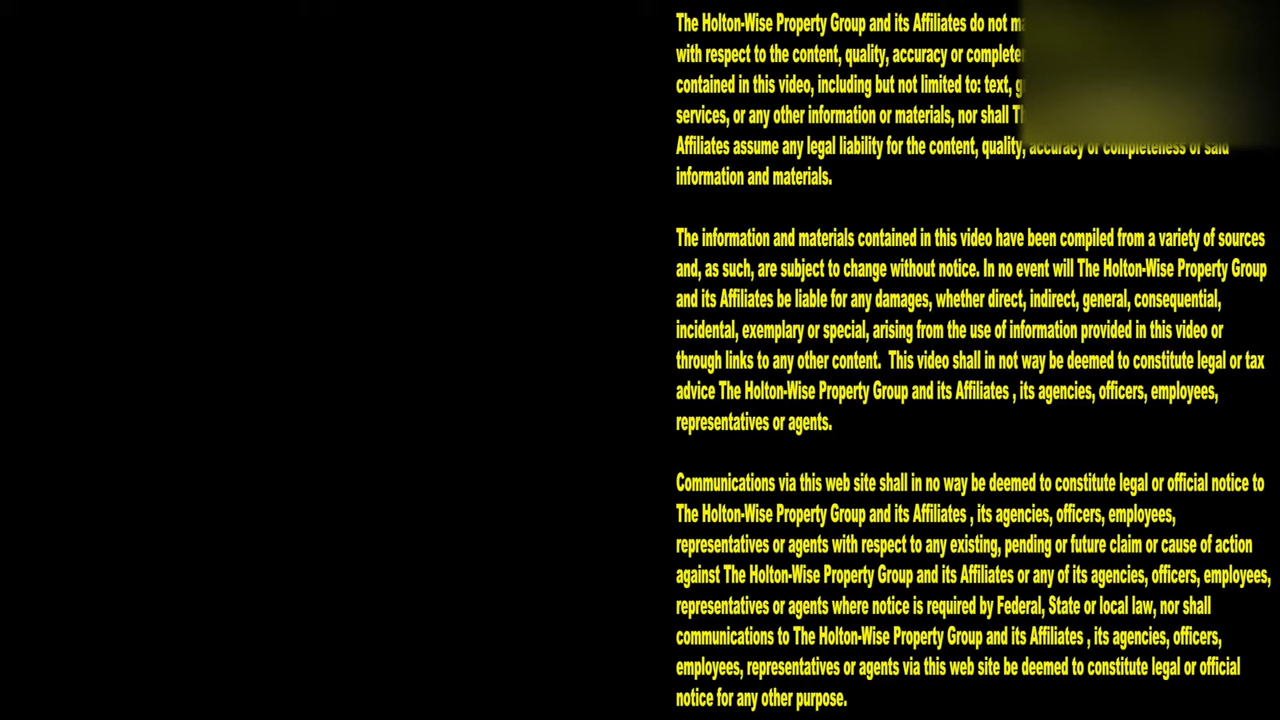 The Holton-Wise Property Group and its Affiliates do not
with respect to the content, quality, accuracy or
contained in this video, including but not limited to: text,
services, or any other information or materials, nor shall
Affiliates assume any legal liability for the content, quality, accuracy or completeness of said
information and materials.
The information and materials contained in this video have been compiled from a variety of sources
and, as such, are subject to change without notice. In no event will The Holton-Wise Property Group
and its Affiliates be liable for any damages, whether direct, indirect, general, consequential,
incidental, exemplary or special, arising from the use of information provided in this video or
through links to any other content.  This video shall in not way be deemed to constitute legal or tax
advice The Holton-Wise Property Group and its Affiliates , its agencies, officers, employees,
representatives or agents.
Communications via this web site shall in no way be deemed to constitute legal or official notice to
The Holton-Wise Property Group and its Affiliates , its agencies, officers, employees,
representatives or agents with respect to any existing, pending or future claim or cause of action
against The Holton-Wise Property Group and its Affiliates or any of its agencies, officers, employees,
representatives or agents where notice is required by Federal, State or local law, nor shall
communications to The Holton-Wise Property Group and its Affiliates , its agencies, officers,
employees, representatives or agents via this web site be deemed to constitute legal or official
notice for any other purpose.